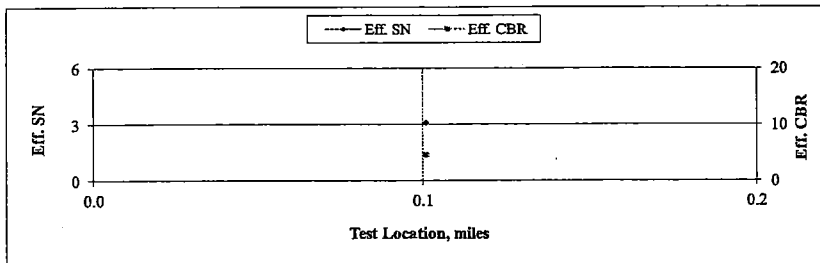 Eff. SN Eff. CBR
6 20
Eff. SN
3 10
Eff. CBR
0 0
0.0 0.1 0.2
Test Location, miles